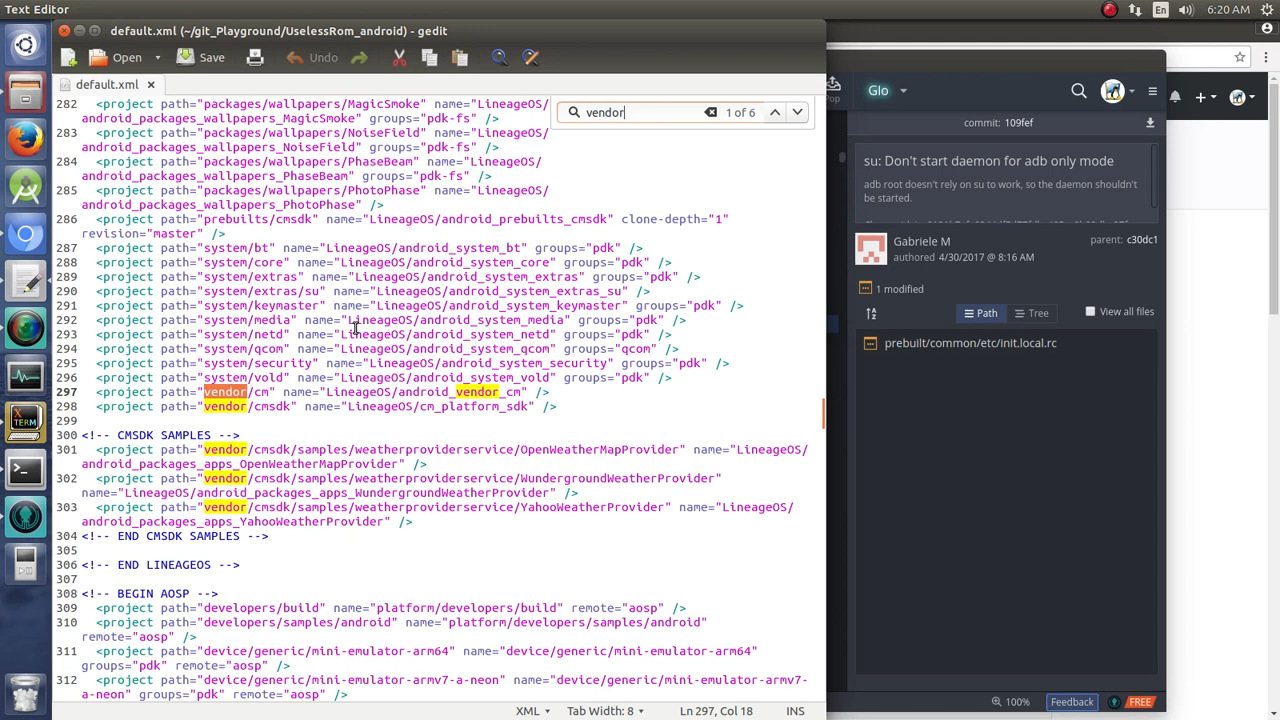 Text Editor
En
6:20 AM
default.xml (~/git_Playground/UselessRom_android) - gedit
Open
Save
Undo
default.xml
vendor
1 of 6
282 <project path="packages/wallpapers/MagicSmoke" name="LineageOS/
android_packages_wallpapers_MagicSmoke" groups="pdk-fs" />
283 <project path="packages/wallpapers/NoiseField" name="LineageOS/
android_packages_wallpapers_NoiseField" groups="pdk-fs" />
284 <project path="packages/wallpapers/PhaseBeam" name="LineageOS/
android_packages_wallpapers_PhaseBeam" groups="pdk-fs" />
285 <project path="packages/wallpapers/PhotoPhase" name="LineageOS/
android_packages_wallpapers_PhotoPhase" />
286 <project path="prebuilts/cmsdk" name="LineageOS/android_prebuilts_cmsdk" clone-depth="1"
revision="master" />
287 <project path="system/bt" name="LineageOS/android_system_bt" groups="pdk" />
288 <project path="system/core" name="LineageOS/android_system_core" groups="pdk" />
289 <project path="system/extras" name="LineageOS/android_system_extras" groups="pdk" />
290 <project path="system/extras/su" name="LineageOS/android_system_extras_su" />
291 <project path="system/keymaster" name="LineageOS/android_system_keymaster" groups="pdk" />
292 <project path="system/media" name="LineageOS/android_system_media" groups="pdk" />
293 <project path="system/netd" name="LineageOS/android_system_netd" groups="pdk" />
294 <project path="system/qcom" name="LineageOS/android_system_qcom" groups="qcom" />
295 <project path="system/security" name="LineageOS/android_system_security" groups="pdk" />
296 <project path="system/vold" name="LineageOS/android_system_vold" groups="pdk" />
297 <project path="vendor/cm" name="LineageOS/android_vendor_cm" />
298 <project path="vendor/cmsdk" name="LineageOS/cm_platform_sdk" />
299
300 <!-- CMSDK SAMPLES -->
301 <project path="vendor/cmsdk/samples/weatherproviderservice/OpenWeatherMapProvider" name="LineageOS/
android_packages_apps_OpenWeatherMapProvider" />
302 <project path="vendor/cmsdk/samples/weatherproviderservice/WundergroundWeatherProvider"
name="LineageOS/android_packages_apps_WundergroundWeatherProvider" />
303 <project path="vendor/cmsdk/samples/weatherproviderservice/YahooWeatherProvider" name="LineageOS/
android_packages_apps_YahooWeatherProvider" />
304 <!-- END CMSDK SAMPLES -->
305
306 <!-- END LINEAGEOS -->
307
308 <!-- BEGIN AOSP -->
309 <project path="developers/build" name="platform/developers/build" remote="aosp" />
310 <project path="developers/samples/android" name="platform/developers/samples/android"
remote="aosp" />
311 <project path="device/generic/mini-emulator-arm64" name="device/generic/mini-emulator-arm64"
groups="pdk" remote="aosp" />
312 <project path="device/generic/mini-emulator-armv7-a-neon" name="device/generic/mini-emulator-armv7-
a-neon" groups="pdk" remote="aosp" />
XML
Tab Width: 8
Ln 297, Col 18
INS
XTERM
Pop
Glo
commit: 109fef
su: Don't start daemon for adb only mode
adb root doesn't rely on su to work, so the daemon shouldn't
be started.
Gabriele M
authored 4/30/2017 @ 8:16 AM
parent: c30dc1
1 modified
Path
Tree
View all files
prebuilt/common/etc/init.local.rc
100%
Feedback
FREE